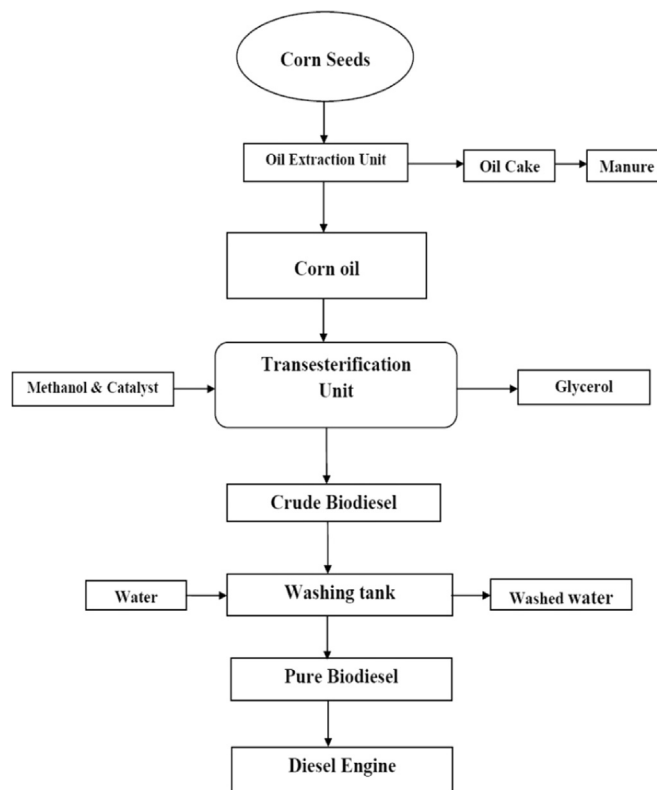 Corn Seeds
Oil Extraction Unit
Oil Cake
Manure
Corn oil
Transesterification
Unit
Methanol & Catalyst
Glycerol
Crude Biodiesel
Water
Washing tank
Washed water
Pure Biodiesel
Diesel Engine